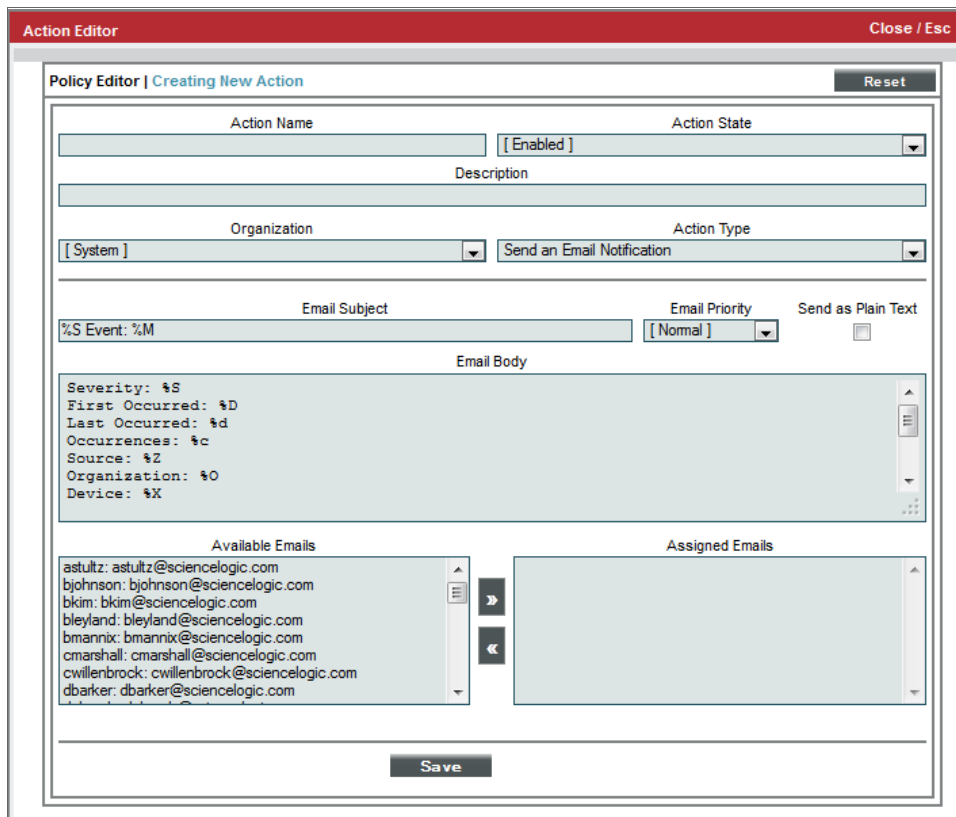 Action Editor
Close / Esc
Policy Editor | Creating New Action
Reset
Action Name
Action State
[ Enabled ]
Description
Organization
Action Type
[ System ]
Send an Email Notification
Email Subject
Email Priority
Send as Plain Text
%S Event: %M
[ Normal ]
Email Body
Severity: %S
First Occurred: %D
Last Occurred: %d
Occurrences: %c
Source: %Z
Organization: %O
Device: %X
Available Emails
Assigned Emails
astultz: astultz@sciencelogic.com
bjohnson: bjohnson@sciencelogic.com
bkim: bkim@sciencelogic.com
bleyland: bleyland@sciencelogic.com
bmannix: bmannix@sciencelogic.com
cmarshall: cmarshall@sciencelogic.com
cwillenbrock: cwillenbrock@sciencelogic.com
dbarker: dbarker@sciencelogic.com
»
«
Save